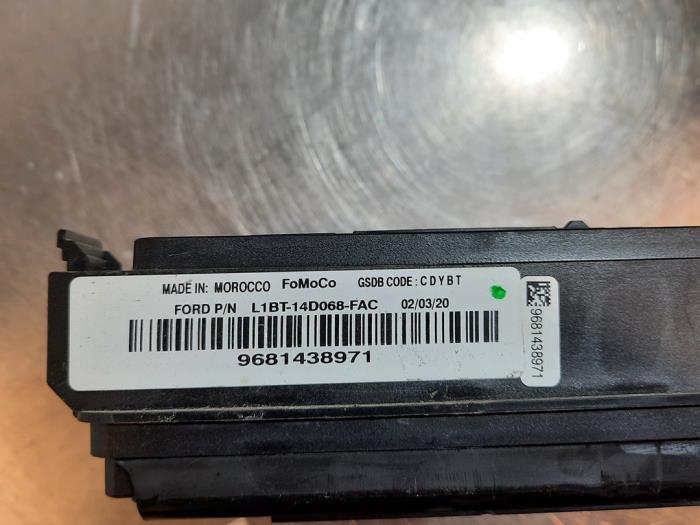 MADE IN: MOROCCO FoMoCo GSDB CODE: CDYBT
FORD P/N L1BT-14D068-FAC 02/03/20
9681438971
9681438971